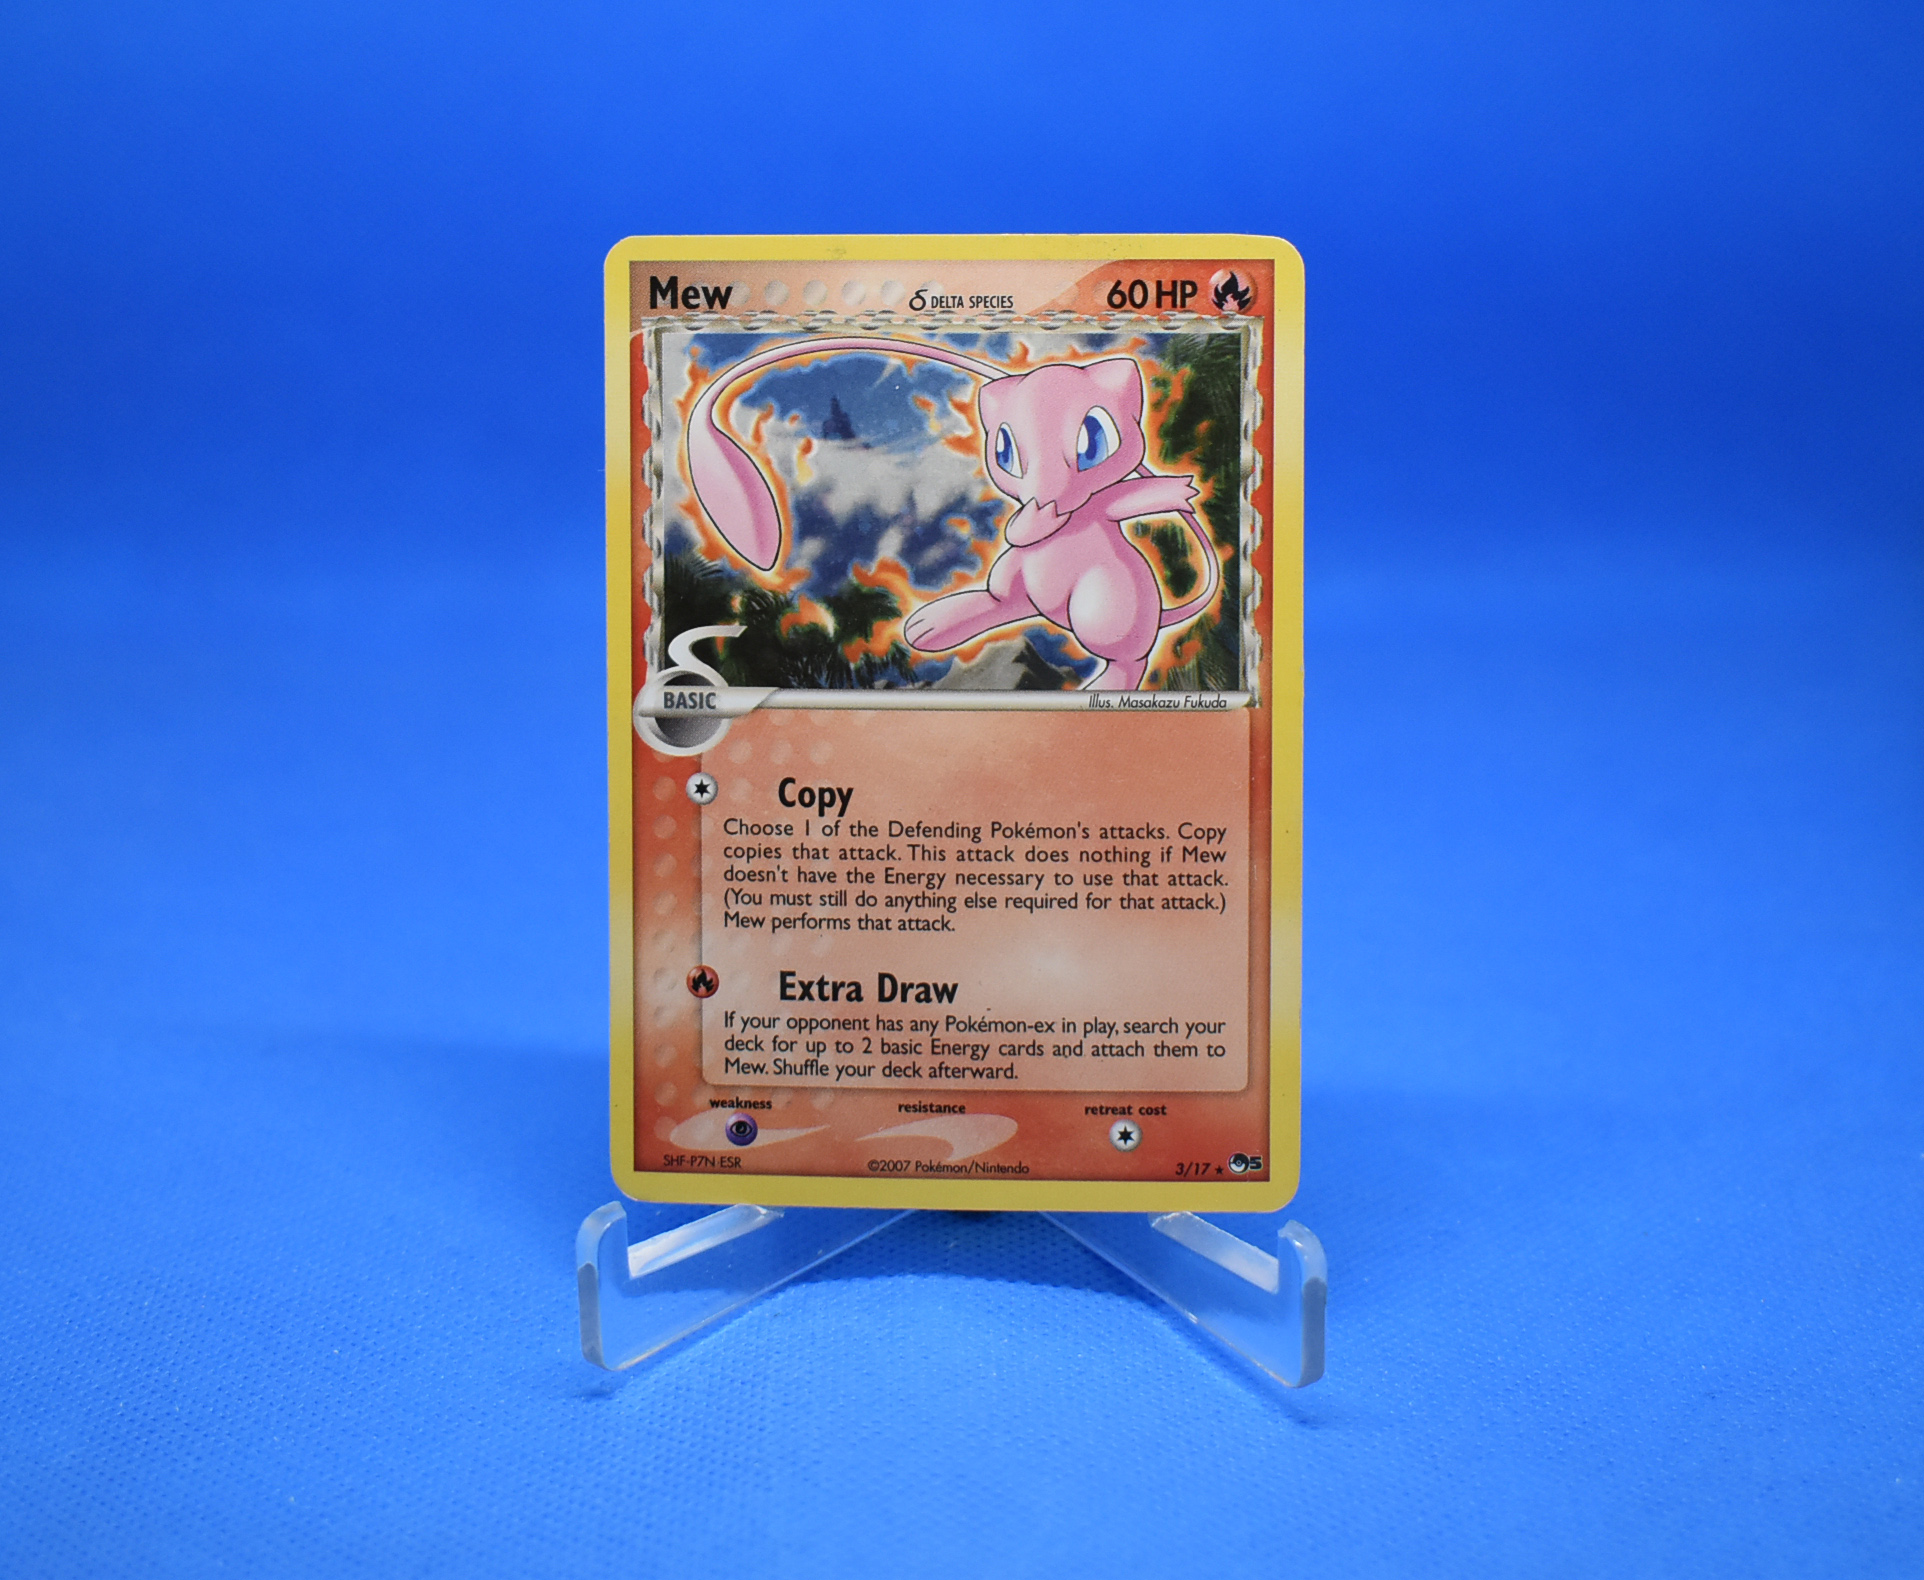 Mew δ DELTA SPECIES 60 HP
δ
BASIC
Illus. Masakazu Fukuda
Copy
Choose 1 of the Defending Pokémon's attacks. Copy
copies that attack. This attack does nothing if Mew
doesn't have the Energy necessary to use that attack.
(You must still do anything else required for that attack.)
Mew performs that attack.
Extra Draw
If your opponent has any Pokémon-ex in play, search your
deck for up to 2 basic Energy cards and attach them to
Mew. Shuffle your deck afterward.
weakness resistance retreat cost
SHF-P7N ESR ©2007 Pokémon/Nintendo 3/17 ★ 5